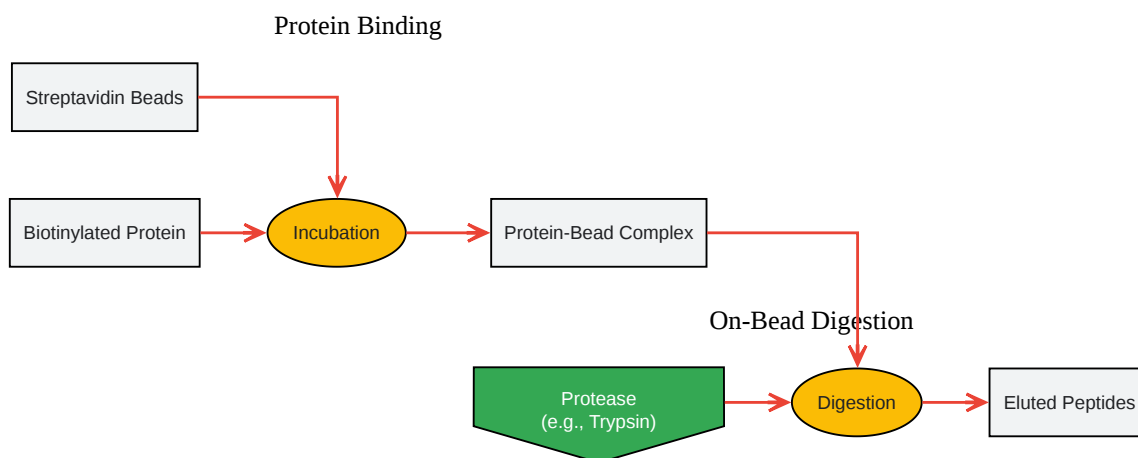 Protein Binding
Streptavidin Beads
Biotinylated Protein
Incubation
Protein-Bead Complex
On-Bead Digestion
Protease
(e.g., Trypsin)
Digestion
Eluted Peptides